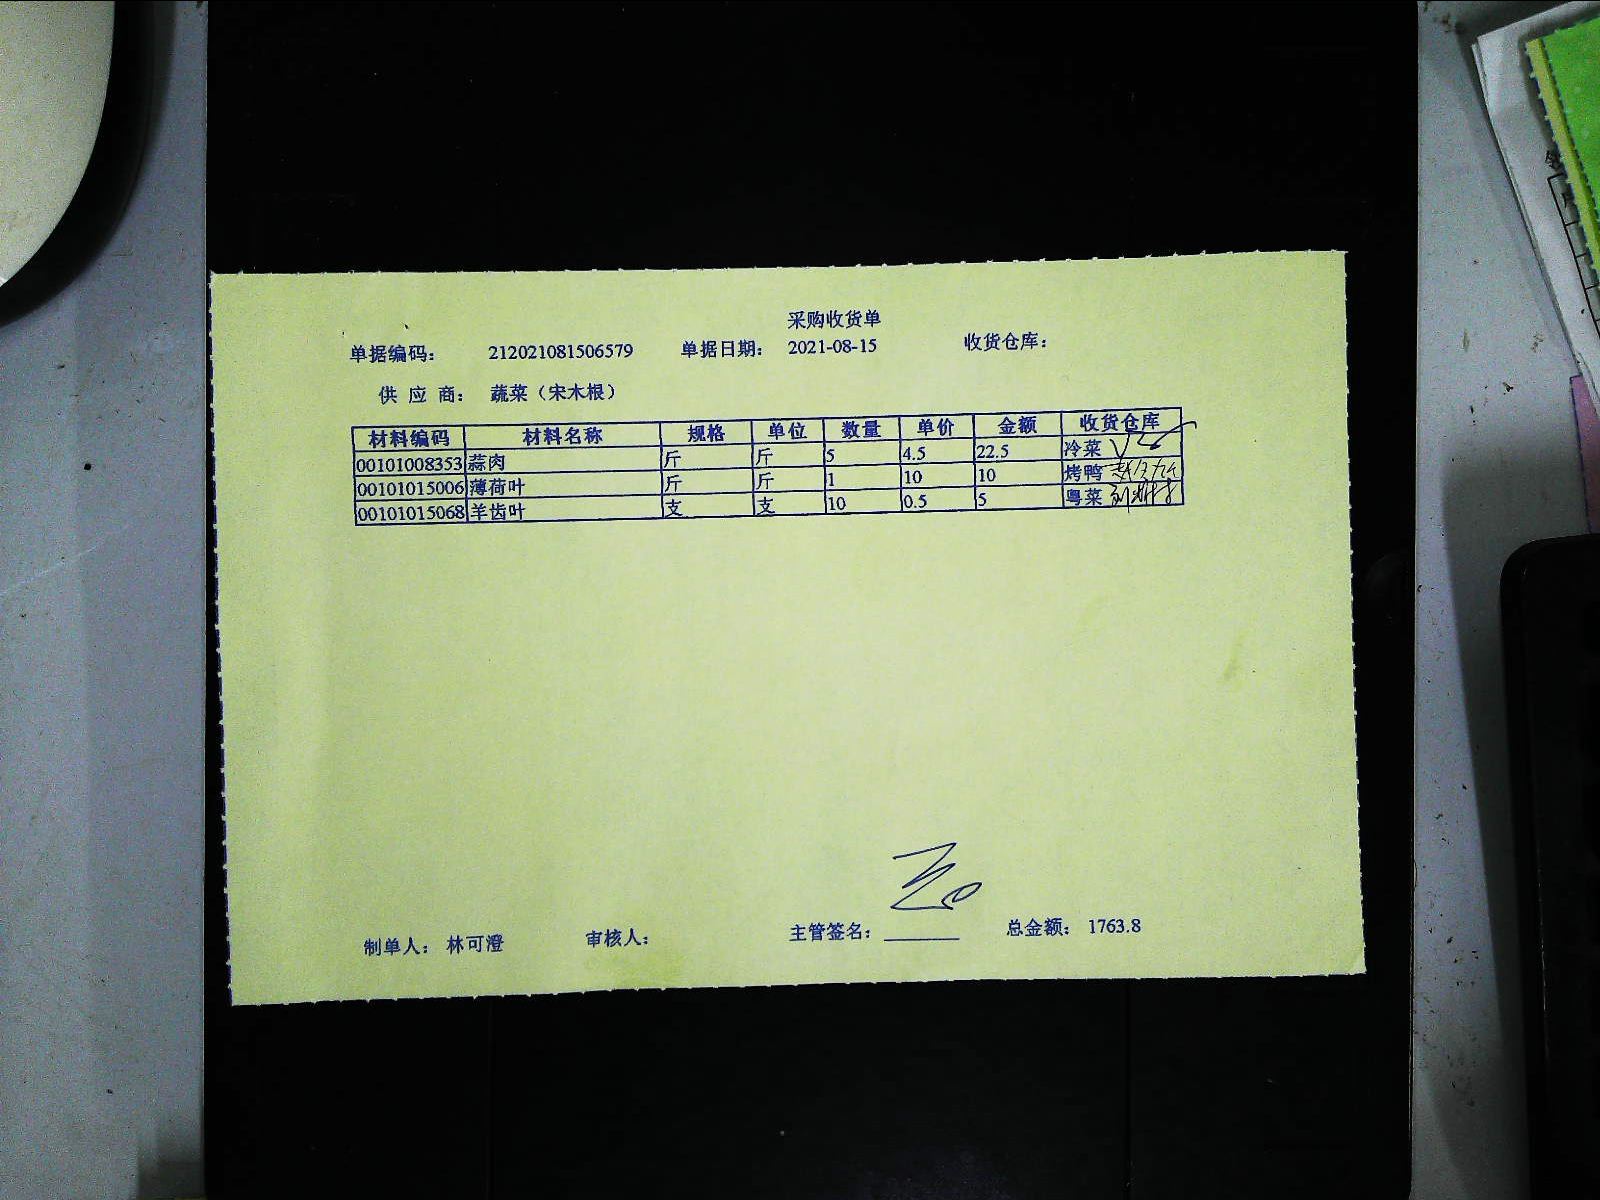 采购收货单
单据编码： 212021081506579 单据日期： 2021-08-15 收货仓库：
供 应 商： 蔬菜（宋木根）
材料编码 材料名称 规格 单位 数量 单价 金额 收货仓库
00101008353 蒜肉 斤 斤 5 4.5 22.5 冷菜
00101015006 薄荷叶 斤 斤 1 10 10 烤鸭
00101015068 羊齿叶 支 支 10 0.5 5 粤菜
制单人： 林可澄 审核人： 主管签名： 总金额： 1763.8